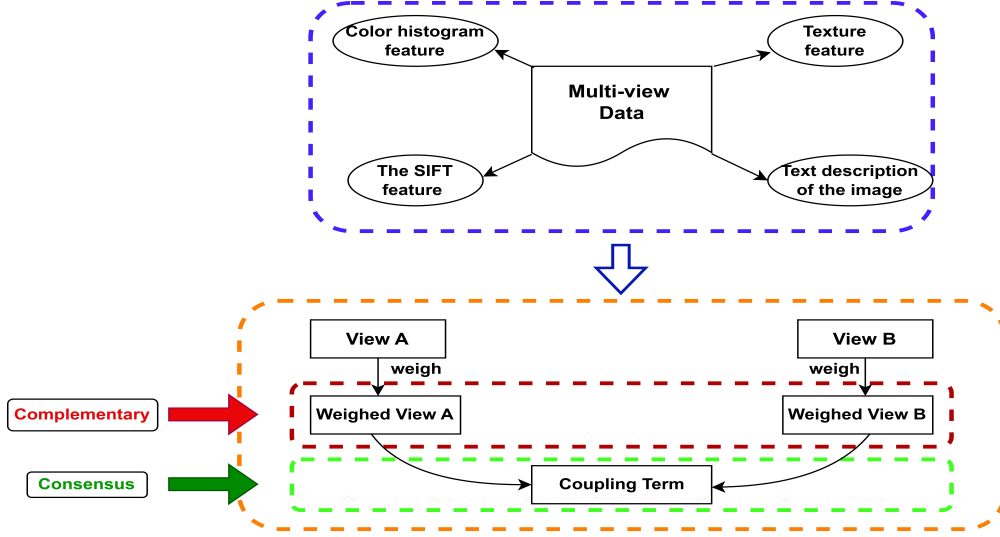 Color histogram
feature
Texture
feature
Multi-view
Data
The SIFT
feature
Text description
of the image
View A
View B
weigh
weigh
Complementary
Weighed View A
Weighed View B
Consensus
Coupling Term